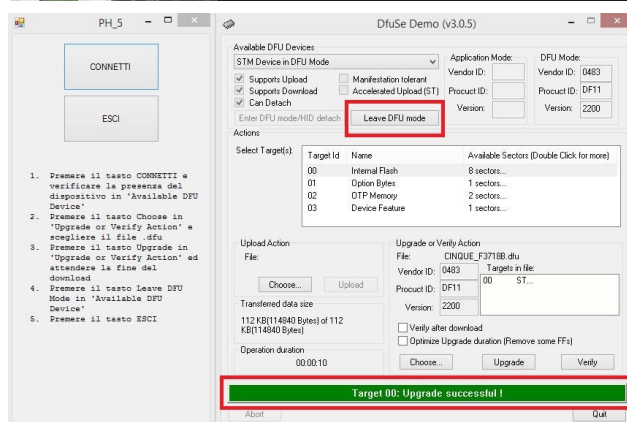 PH_5
CONNETTI
ESCI
1. Premere il tasto CONNETTI e
verificare la presenza del
dispositivo in 'Available DFU
Device'
2. Premere il tasto Choose in
'Upgrade or Verify Action' e
scegliere il file .dfu
3. Premere il tasto Upgrade in
'Upgrade or Verify Action' ed
attendere la fine del
download
4. Premere il tasto Leave DFU
Mode in 'Available DFU
Device'
5. Premere il tasto ESCI
DfuSe Demo (v3.0.5)
Available DFU Devices
STM Device in DFU Mode
Supports Upload
Manifestation tolerant
Supports Download
Accelerated Upload (ST)
Can Detach
Enter DFU mode/HID detach
Leave DFU mode
Application Mode:
Vendor ID:
Procuct ID:
Version:
DFU Mode:
Vendor ID: 0483
Procuct ID: DF11
Version: 2200
Actions
Select Target(s):
Target Id Name Available Sectors (Double Click for more)
00 Internal Flash 8 sectors...
01 Option Bytes 1 sectors...
02 OTP Memory 2 sectors...
03 Device Feature 1 sectors...
Upload Action
File:
Choose... Upload
Transferred data size
112 KB(114840 Bytes) of 112
KB(114840 Bytes)
Operation duration
00:00:10
Upgrade or Verify Action
File: CINQUE_F3718B.dfu
Vendor ID: 0483
Procuct ID: DF11
Version: 2200
Targets in file:
00 ST...
Verify after download
Optimize Upgrade duration (Remove some FFs)
Choose... Upgrade Verify
Target 00: Upgrade successful !
Abort Quit